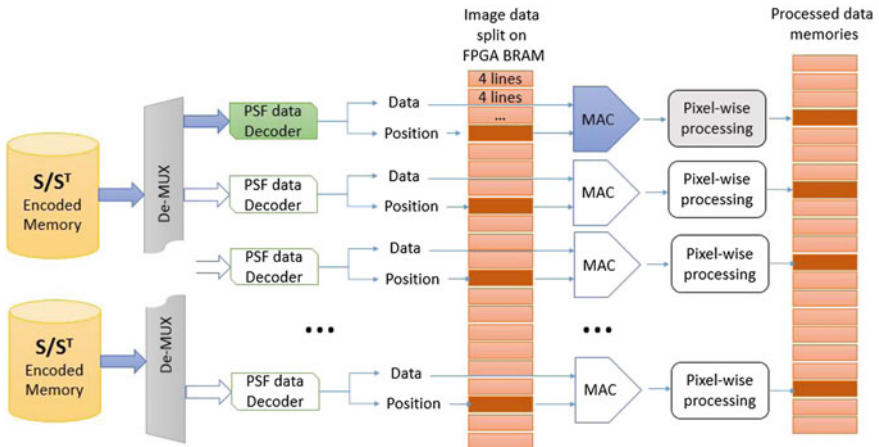 Image data
split on
FPGA BRAM
Processed data
memories
4 lines
4 lines
...
S/Sᵀ
Encoded
Memory
De-MUX
PSF data
Decoder
Data
Position
MAC
Pixel-wise
processing
PSF data
Decoder
Data
Position
MAC
Pixel-wise
processing
PSF data
Decoder
Data
Position
MAC
Pixel-wise
processing
...
...
S/Sᵀ
Encoded
Memory
De-MUX
PSF data
Decoder
Data
Position
MAC
Pixel-wise
processing